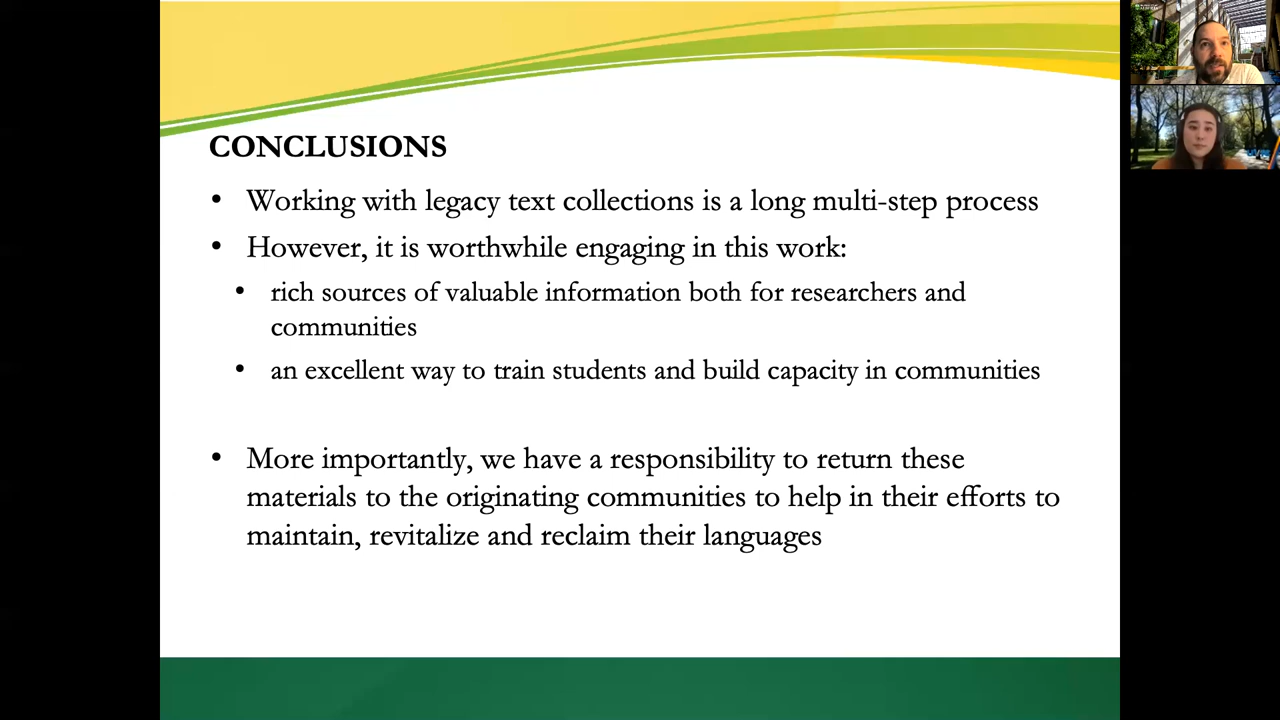 CONCLUSIONS
• Working with legacy text collections is a long multi-step process
• However, it is worthwhile engaging in this work:
• rich sources of valuable information both for researchers and
communities
• an excellent way to train students and build capacity in communities
• More importantly, we have a responsibility to return these
materials to the originating communities to help in their efforts to
maintain, revitalize and reclaim their languages